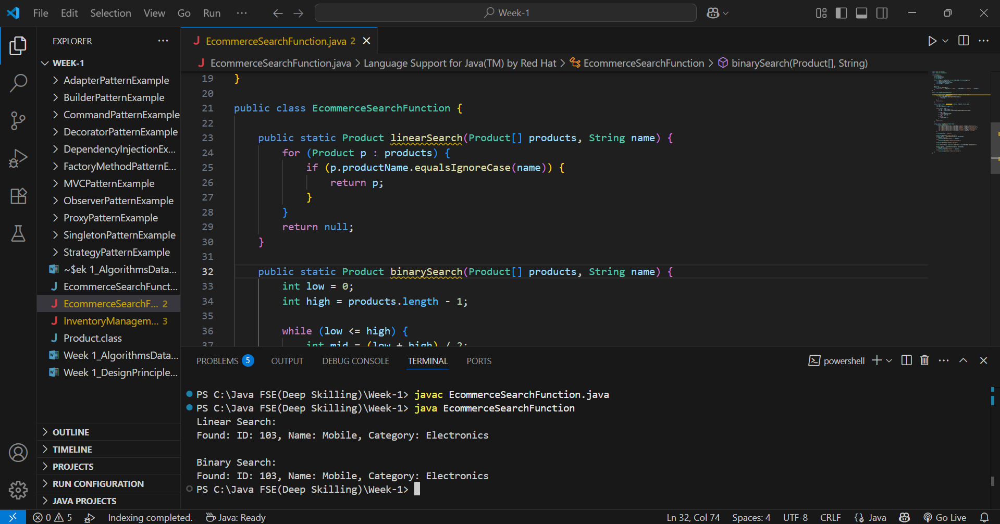 File Edit Selection View Go Run ··· Week-1
EXPLORER ···
WEEK-1
AdapterPatternExample
BuilderPatternExample
CommandPatternExample
DecoratorPatternExample
DependencyInjectionEx...
FactoryMethodPatternE...
MVCPatternExample
ObserverPatternExample
ProxyPatternExample
SingletonPatternExample
StrategyPatternExample
~$ek 1_AlgorithmsData...
EcommerceSearchFunct...
EcommerceSearchF... 2
InventoryManagem... 3
Product.class
Week 1_AlgorithmsData...
Week 1_DesignPrinciple...
OUTLINE
TIMELINE
PROJECTS
RUN CONFIGURATION
JAVA PROJECTS
EcommerceSearchFunction.java 2
EcommerceSearchFunction.java > Language Support for Java(TM) by Red Hat > EcommerceSearchFunction > binarySearch(Product[], String)
19 }
20
21 public class EcommerceSearchFunction {
22
23 public static Product linearSearch(Product[] products, String name) {
24 for (Product p : products) {
25 if (p.productName.equalsIgnoreCase(name)) {
26 return p;
27 }
28 }
29 return null;
30 }
31
32 public static Product binarySearch(Product[] products, String name) {
33 int low = 0;
34 int high = products.length - 1;
35
36 while (low <= high) {
37 int mid = (low + high) / 2;
PROBLEMS 5 OUTPUT DEBUG CONSOLE TERMINAL PORTS powershell
PS C:\Java FSE(Deep Skilling)\Week-1> javac EcommerceSearchFunction.java
PS C:\Java FSE(Deep Skilling)\Week-1> java EcommerceSearchFunction
Linear Search:
Found: ID: 103, Name: Mobile, Category: Electronics
Binary Search:
Found: ID: 103, Name: Mobile, Category: Electronics
PS C:\Java FSE(Deep Skilling)\Week-1>
0 5 Indexing completed. Java: Ready Ln 32, Col 74 Spaces: 4 UTF-8 CRLF Java Go Live